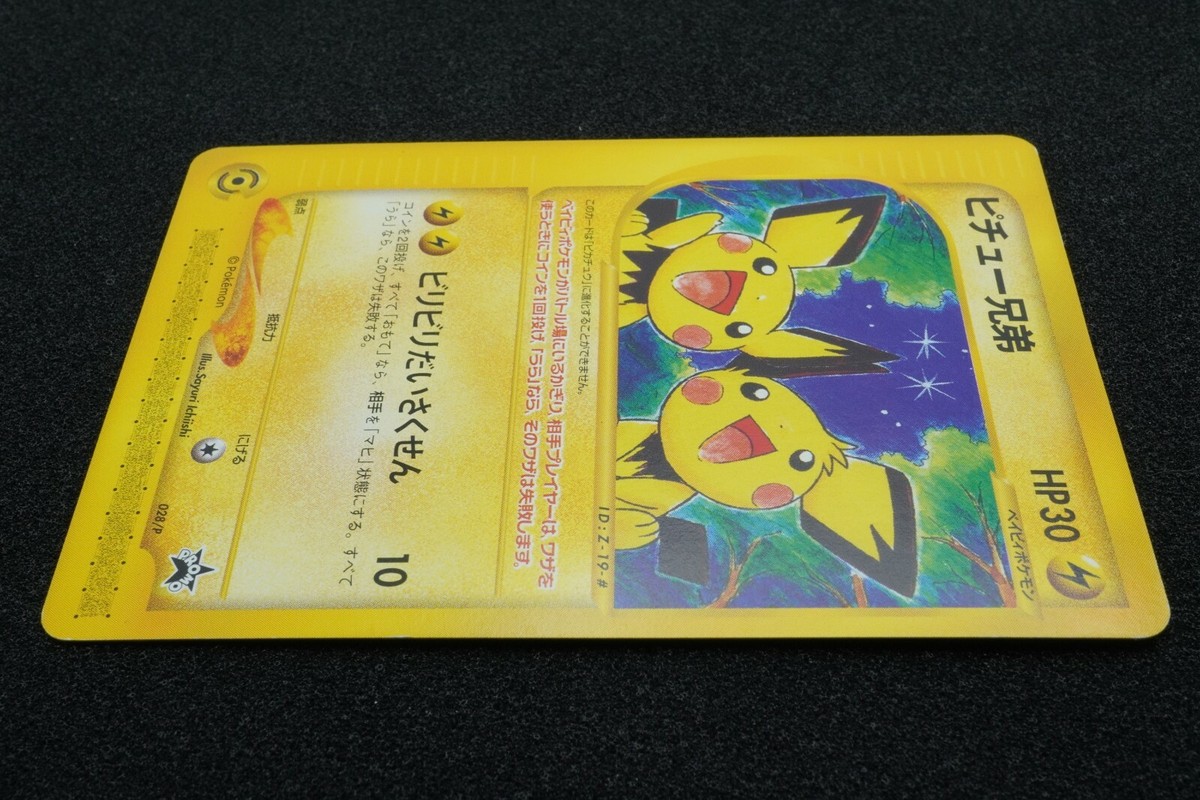 ピチュー兄弟
HP30
ベイビィポケモン
ID:Z-19-#
このカードは「ピカチュウ」に進化することができません。
ベイビィポケモンがバトル場にいるかぎり、相手プレイヤーは、ワザを
使うときにコインを1回投げ、「うら」なら、そのワザは失敗します。
ビリビリだいさくせん 10
コインを2回投げ、すべて「おもて」なら、相手を「マヒ」状態にする。すべて
「うら」なら、このワザは失敗する。
弱点
抵抗力
にげる
©Pokémon
Illus.Sayuri Ichiishi
028/P
PROMO